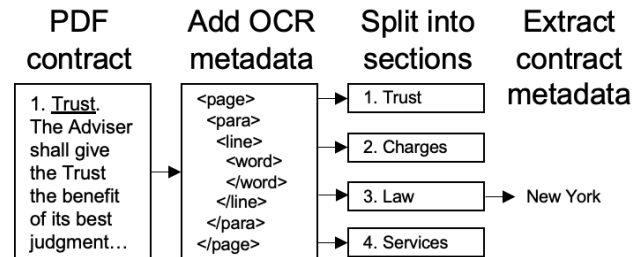 PDF
contract
Add OCR
metadata
Split into
sections
Extract
contract
metadata
1. Trust.
The Adviser
shall give
the Trust
the benefit
of its best
judgment…
<page>
<para>
<line>
<word>
</word>
</line>
</para>
</page>
1. Trust
2. Charges
3. Law
4. Services
New York